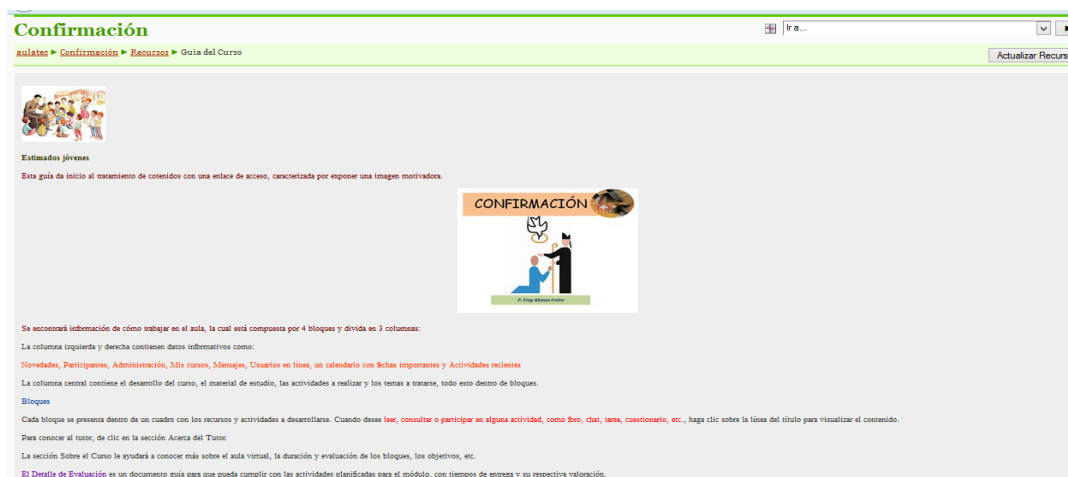 Confirmación
Ir a...
aulatec ► Confirmación ► Recursos ► Guía del Curso
Actualizar Recurs
Estimados jóvenes
Esta guía da inicio al tratamiento de cotenidos con una enlace de acceso, caracterizada por exponer una imagen motivadora.
CONFIRMACIÓN
P. Fray Alonso Freire
Se encontrará información de cómo trabajar en el aula, la cual está compuesta por 4 bloques y divida en 3 columnas:
La columna izquierda y derecha contienen datos informativos como:
Novedades, Participantes, Administración, Mis cursos, Mensajes, Usuarios en línea, un calendario con fechas importantes y Actividades recientes
La columna central contiene el desarrollo del curso, el material de estudio, las actividades a realizar y los temas a tratarse, todo esto dentro de bloques.
Bloques
Cada bloque se presenta dentro de un cuadro con los recursos y actividades a desarrollarse. Cuando desee leer, consultar o participar en alguna actividad, como foro, chat, tarea, cuestionario, etc., haga clic sobre la línea del título para visualizar el contenido.
Para conocer al tutor, de clic en la sección Acerca del Tutor.
La sección Sobre el Curso le ayudará a conocer más sobre el aula virtual, la duración y evaluación de los bloques, los objetivos, etc.
El Detalle de Evaluación es un documento guía para que pueda cumplir con las actividades planificadas para el módulo, con tiempos de entrega y su respectiva valoración.